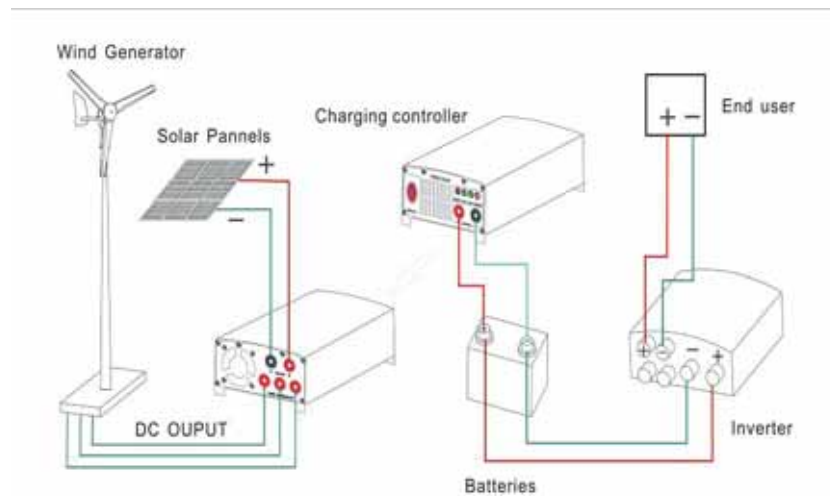 Wind Generator
Solar Pannels
+
−
Charging controller
+ −
End user
DC OUPUT
+ − − +
Inverter
Batteries